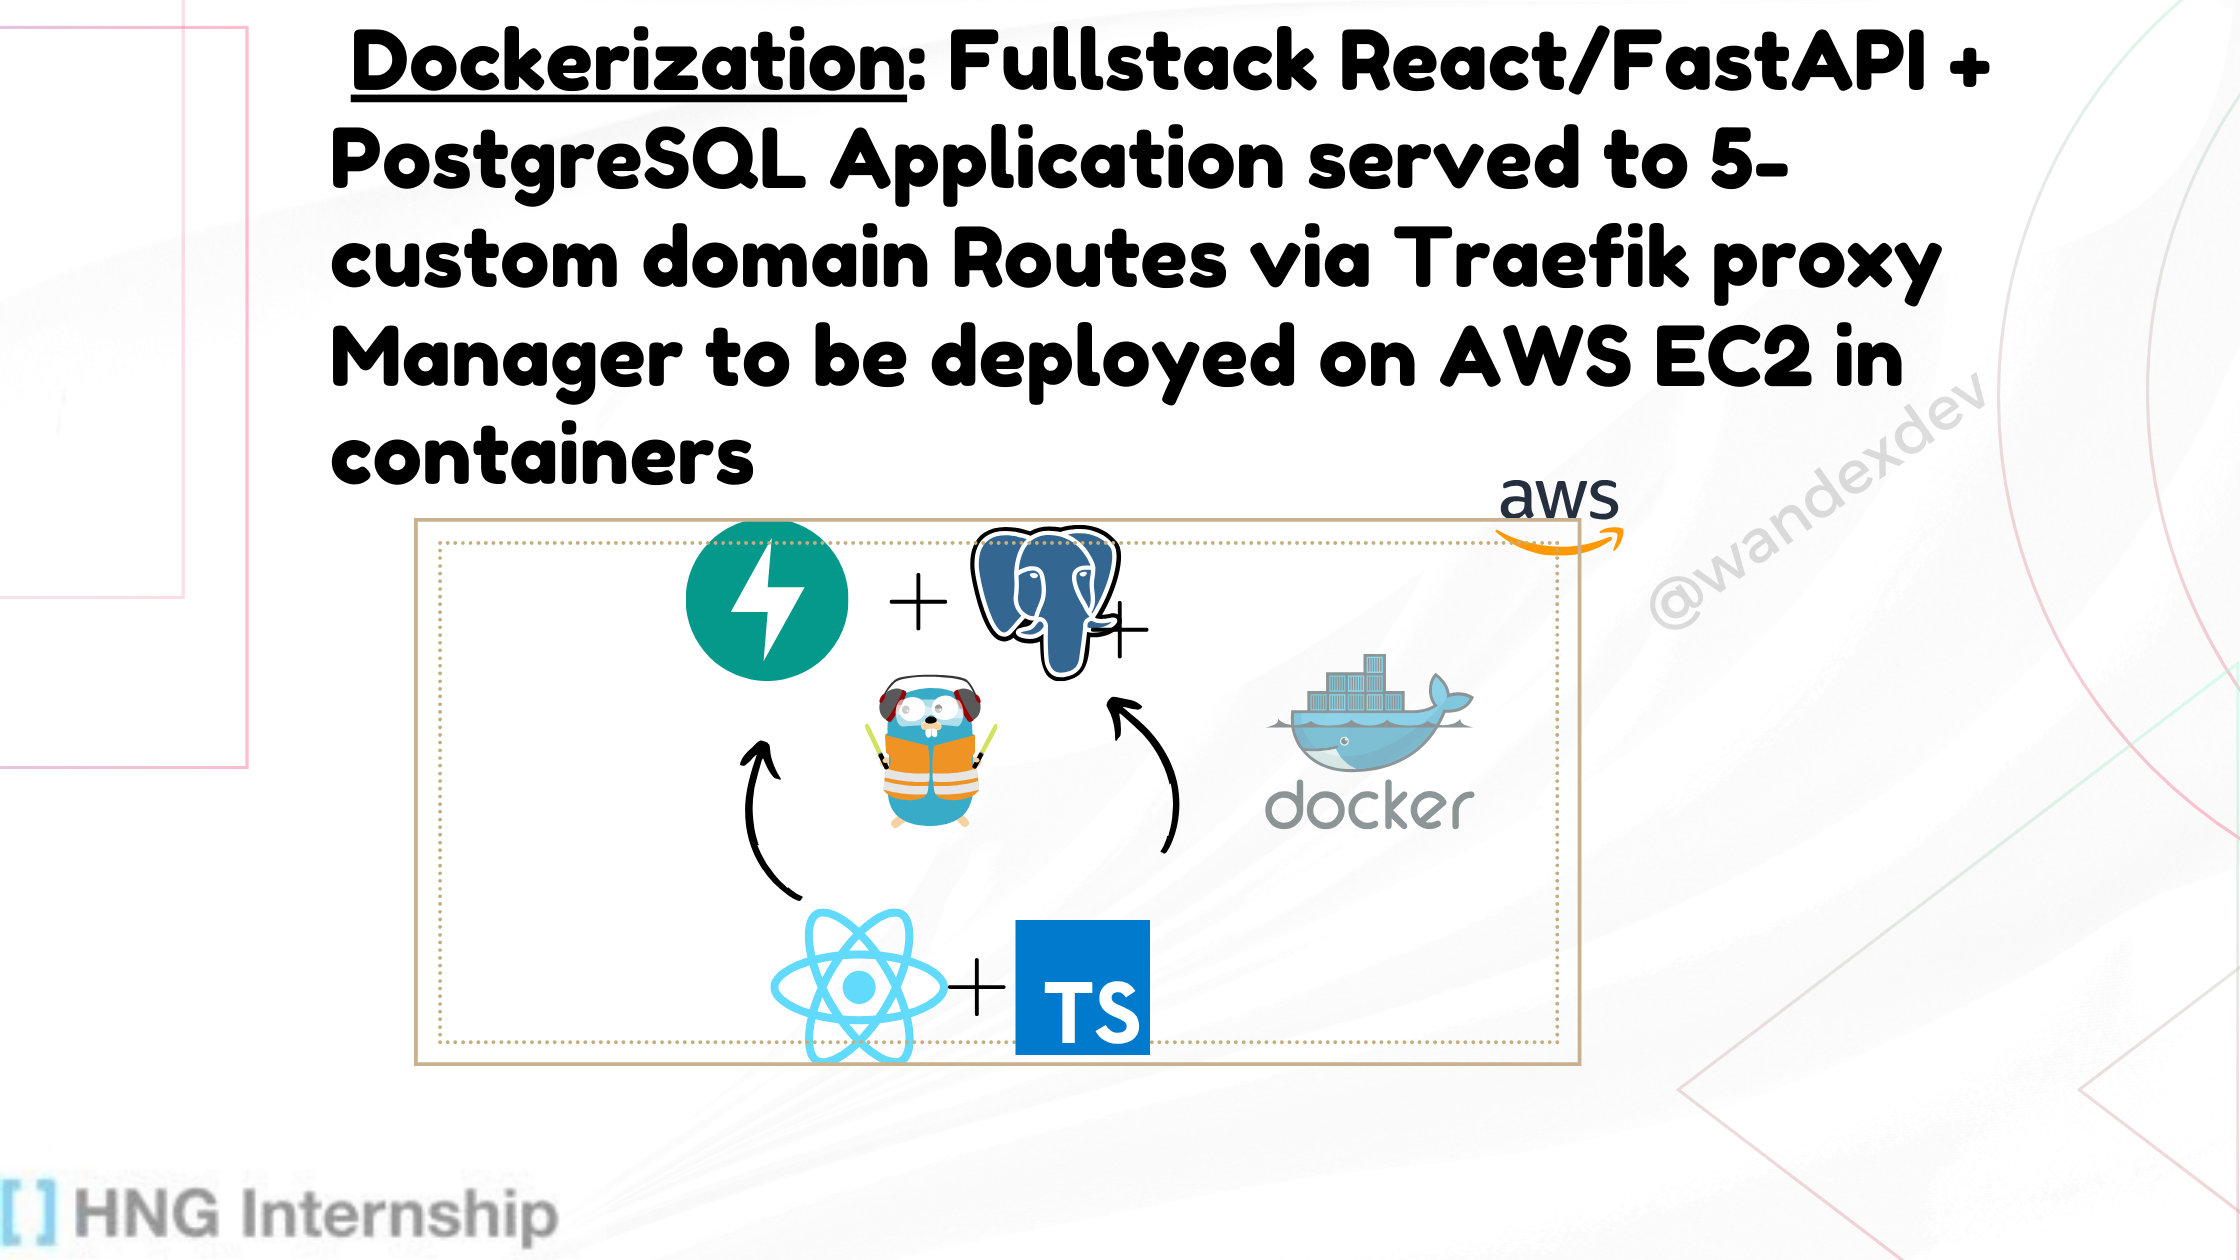 Dockerization: Fullstack React/FastAPI +
PostgreSQL Application served to 5-
custom domain Routes via Traefik proxy
Manager to be deployed on AWS EC2 in
containers
aws
@wandexdev
docker
TS
[ ] HNG Internship